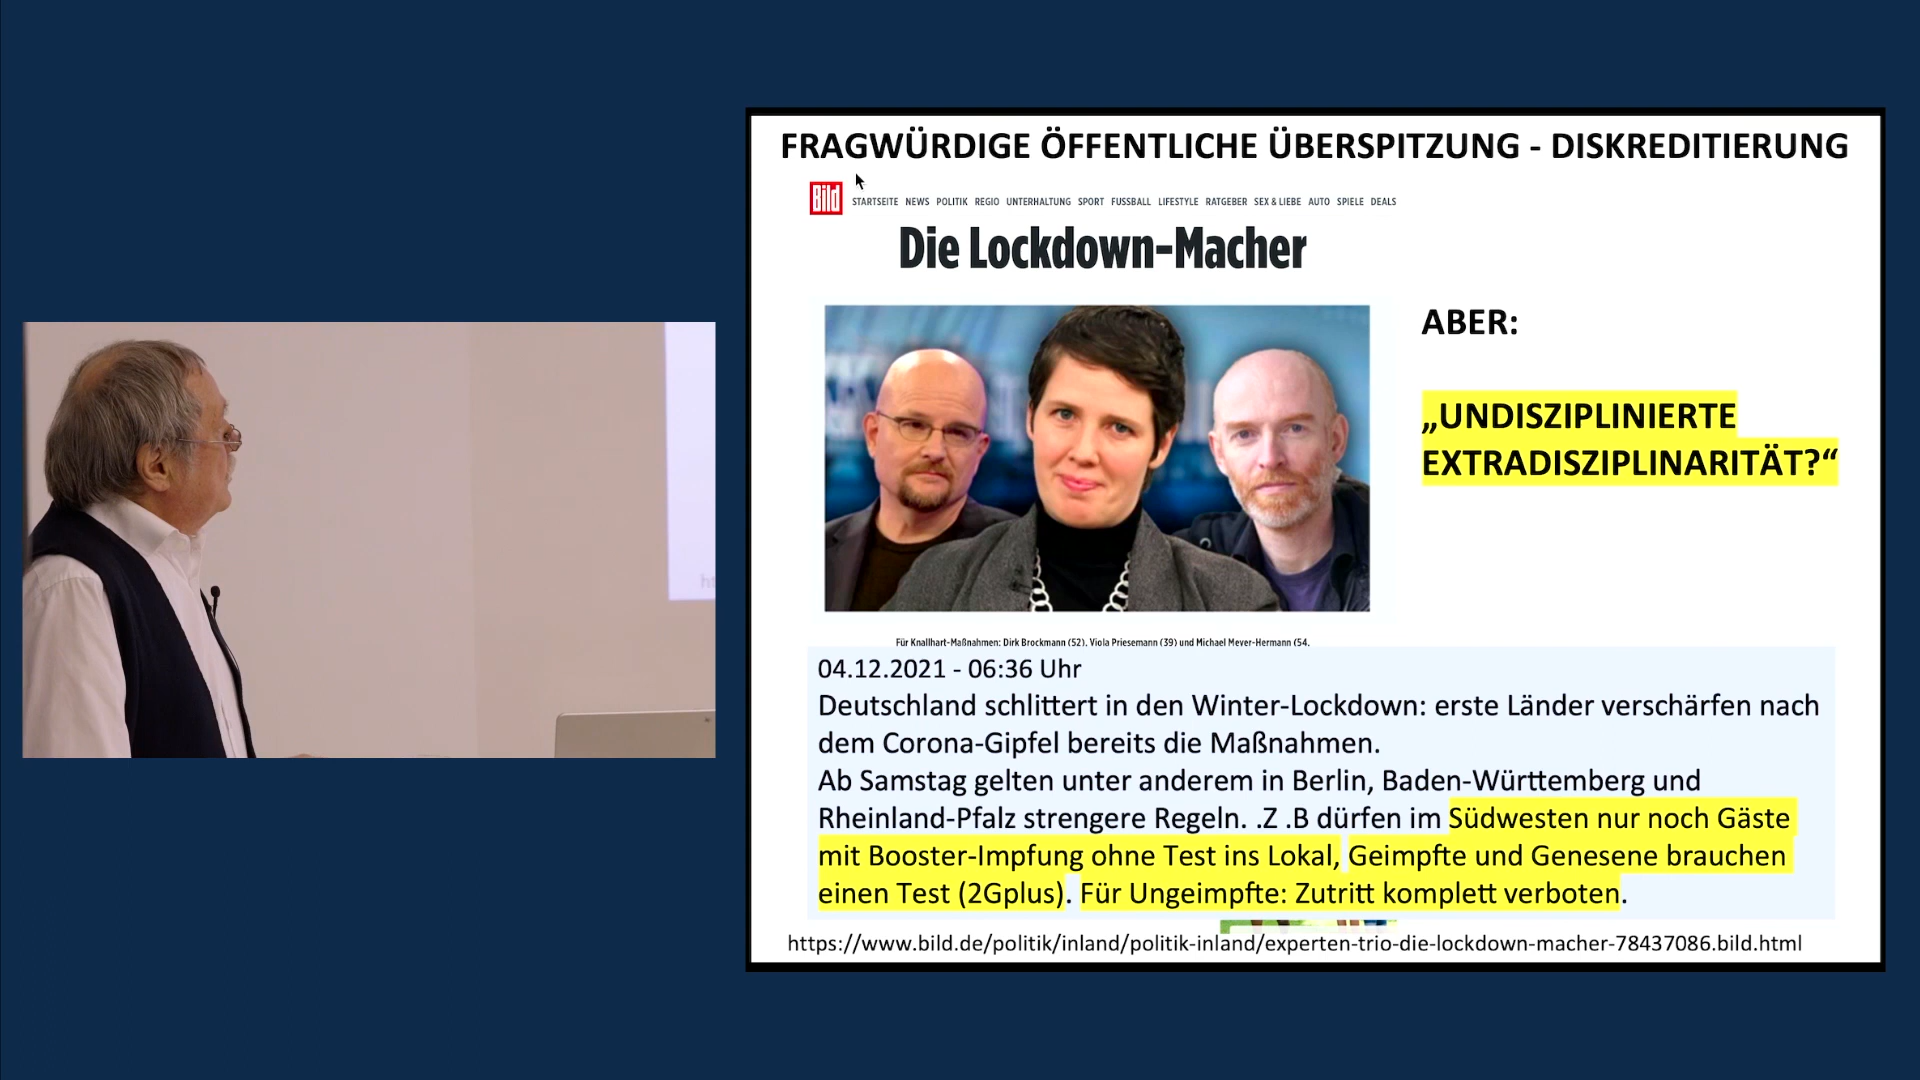 FRAGWÜRDIGE ÖFFENTLICHE ÜBERSPITZUNG - DISKREDITIERUNG
Bild
STARTSEITE NEWS POLITIK REGIO UNTERHALTUNG SPORT FUSSBALL LIFESTYLE RATGEBER SEX & LIEBE AUTO SPIELE DEALS
Die Lockdown-Macher
ABER:
„UNDISZIPLINIERTE
EXTRADISZIPLINARITÄT?“
Für Knallhart-Maßnahmen: Dirk Brockmann (52), Viola Priesemann (39) und Michael Meyer-Hermann (54,
04.12.2021 - 06:36 Uhr
Deutschland schlittert in den Winter-Lockdown: erste Länder verschärfen nach
dem Corona-Gipfel bereits die Maßnahmen.
Ab Samstag gelten unter anderem in Berlin, Baden-Württemberg und
Rheinland-Pfalz strengere Regeln. .Z .B dürfen im Südwesten nur noch Gäste
mit Booster-Impfung ohne Test ins Lokal, Geimpfte und Genesene brauchen
einen Test (2Gplus). Für Ungeimpfte: Zutritt komplett verboten.
https://www.bild.de/politik/inland/politik-inland/experten-trio-die-lockdown-macher-78437086.bild.html